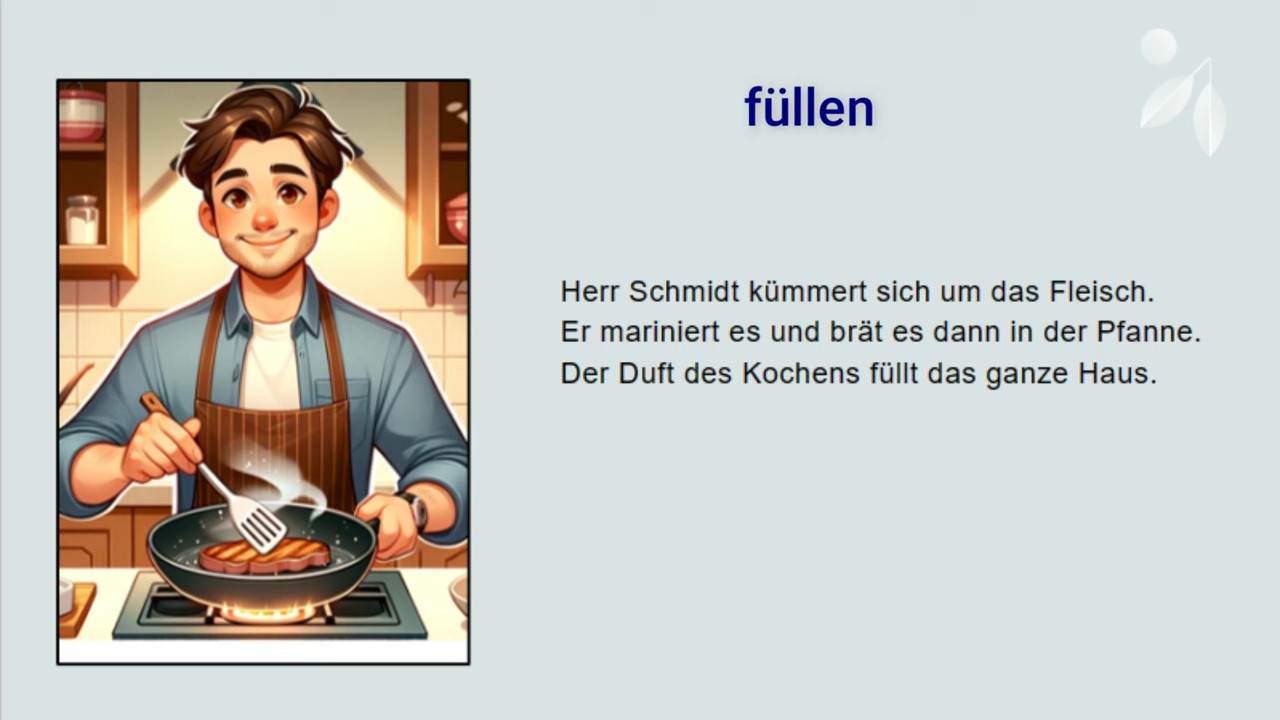 füllen
Herr Schmidt kümmert sich um das Fleisch.
Er mariniert es und brät es dann in der Pfanne.
Der Duft des Kochens füllt das ganze Haus.